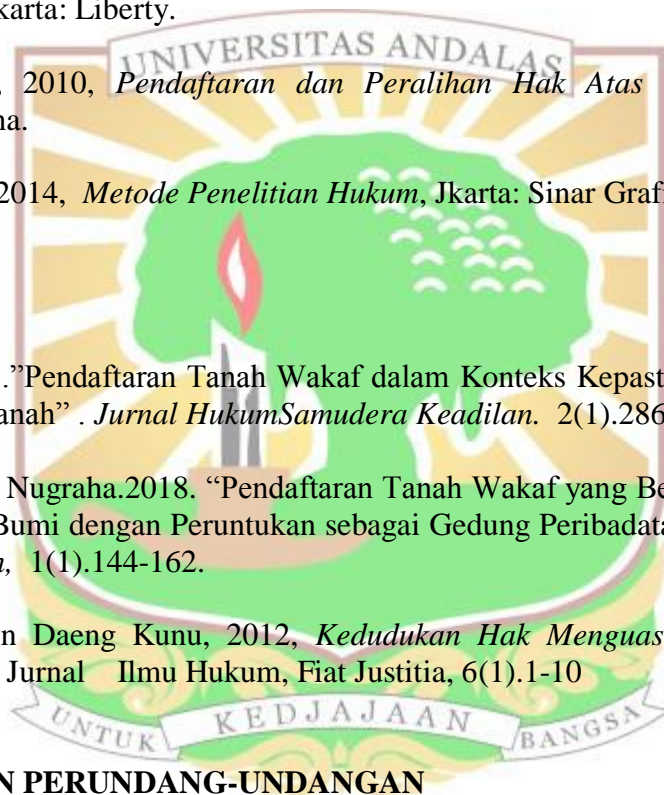 karta: Liberty.
UNIVERSITAS ANDALAS
, 2010, Pendaftaran dan Peralihan Hak Atas
na.
2014, Metode Penelitian Hukum, Jkarta: Sinar Graf
.”Pendaftaran Tanah Wakaf dalam Konteks Kepast
anah” . Jurnal HukumSamudera Keadilan. 2(1).286
Nugraha.2018. “Pendaftaran Tanah Wakaf yang Be
Bumi dengan Peruntukan sebagai Gedung Peribadata
n, 1(1).144-162.
n Daeng Kunu, 2012, Kedudukan Hak Menguas
Jurnal Ilmu Hukum, Fiat Justitia, 6(1).1-10
UNTUK KEDJAJAAN BANGSA
N PERUNDANG-UNDANGAN